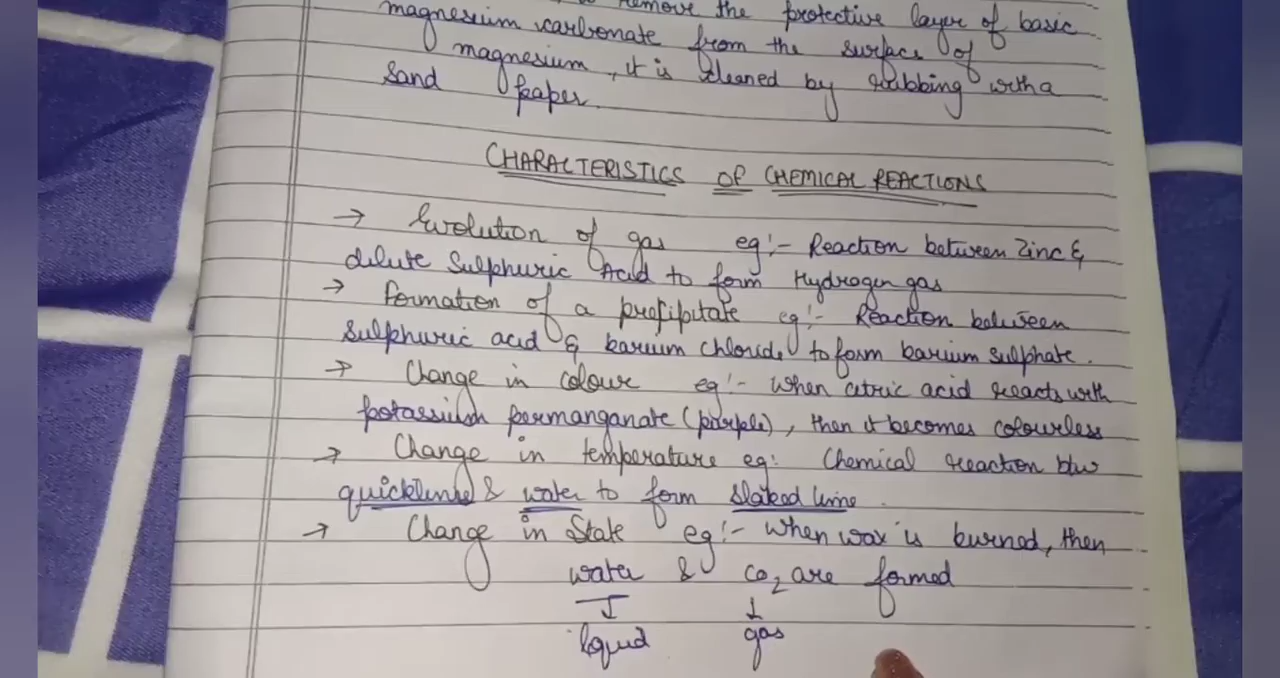 remove the protective layer of basic
magnesium carbonate from the surface of
magnesium, it is cleaned by rubbing with a
sand paper.
CHARACTERISTICS OF CHEMICAL REACTIONS
→ Evolution of gas eg:- Reaction between Zinc &
dilute Sulphuric Acid to form Hydrogen gas
→ formation of a precipitate eg:- Reaction between
Sulphuric acid & barium chloride to form barium sulphate.
→ Change in colour eg:- when citric acid reacts with
potassium permanganate (purple), then it becomes colourless
→ Change in temperature eg: Chemical reaction btw
quicklime & water to form slaked lime.
→ Change in State eg:- when wax is burned, then
water & CO2 are formed
↓ ↓
liquid gas